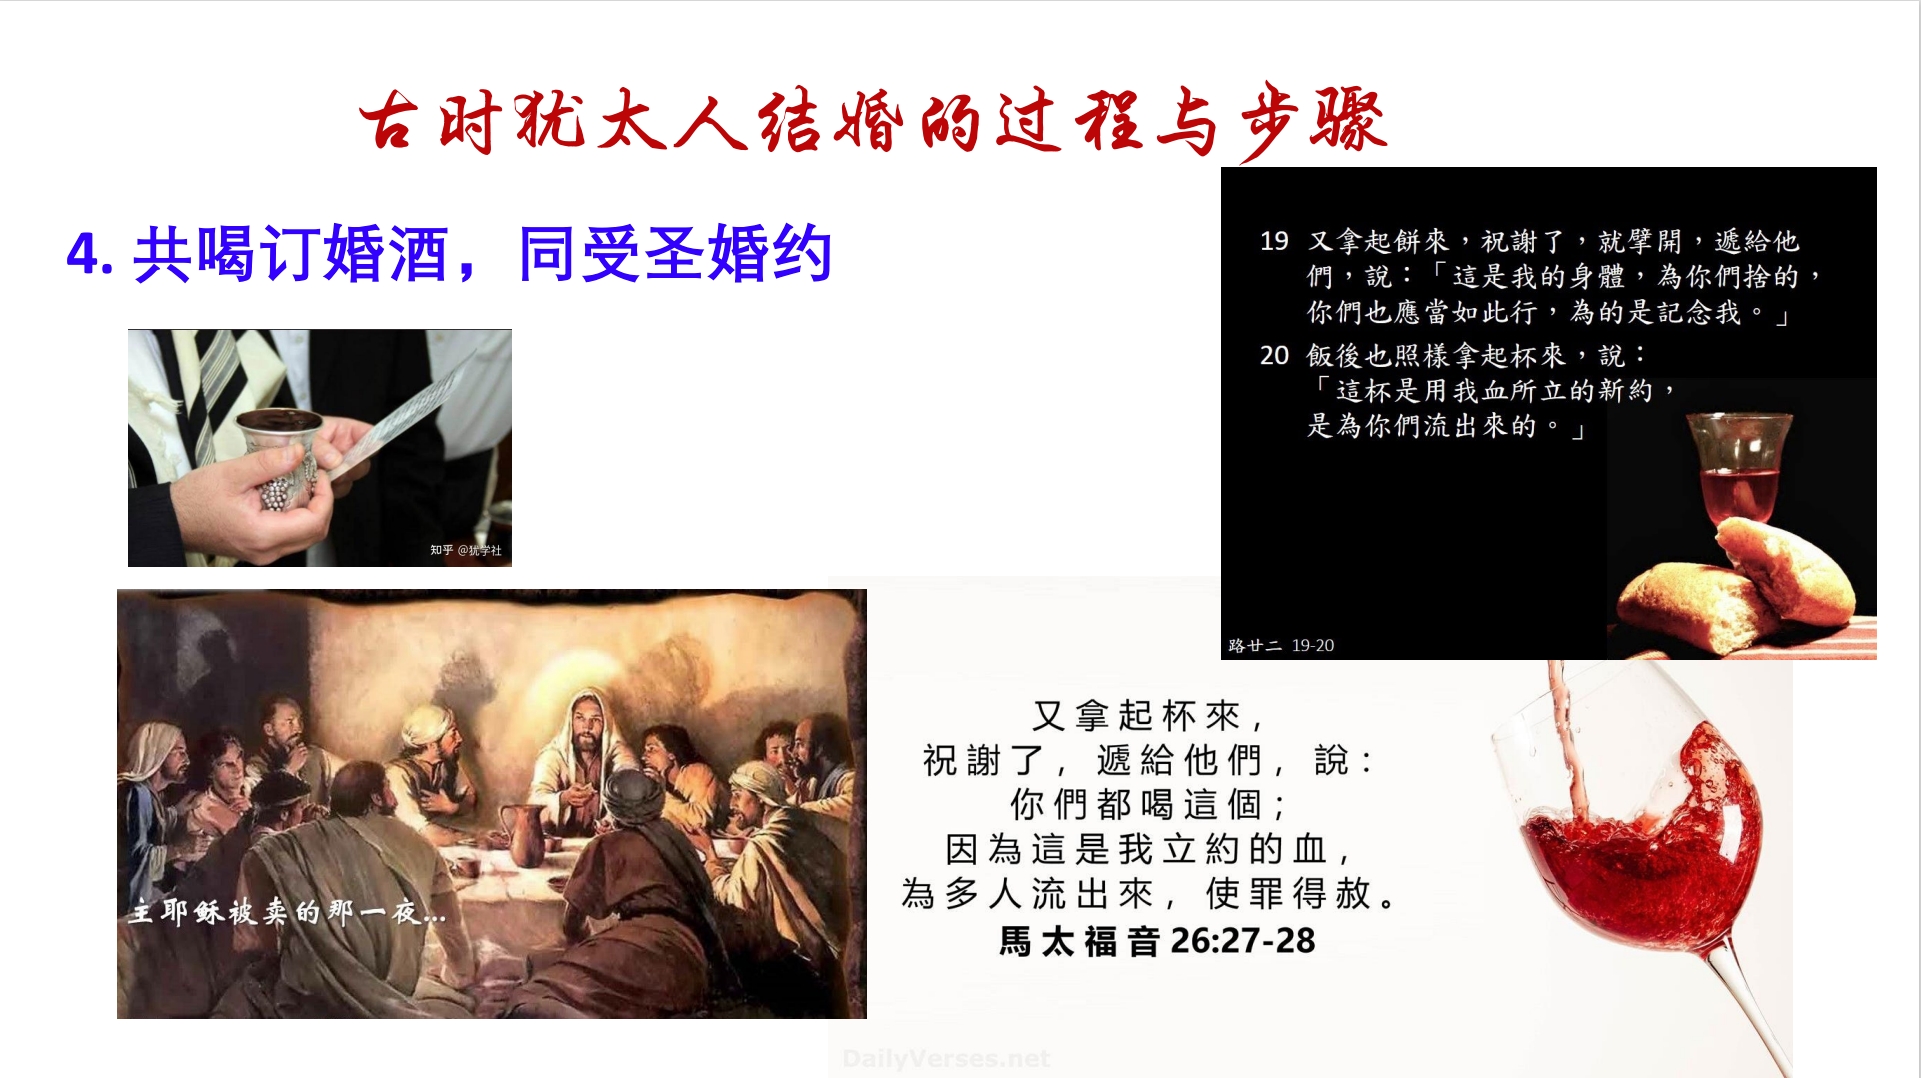 古时犹太人结婚的过程与步骤
4. 共喝订婚酒，同受圣婚约
知乎 @犹学社
19 又拿起餅來，祝謝了，就擘開，遞給他
們，說：「這是我的身體，為你們捨的，
你們也應當如此行，為的是記念我。」
20 飯後也照樣拿起杯來，說：
「這杯是用我血所立的新約，
是為你們流出來的。」
路廿二 19-20
主耶稣被卖的那一夜...
又拿起杯來，
祝謝了，遞給他們，說：
你們都喝這個；
因為這是我立約的血，
為多人流出來，使罪得赦。
馬太福音 26:27-28
DailyVerses.net